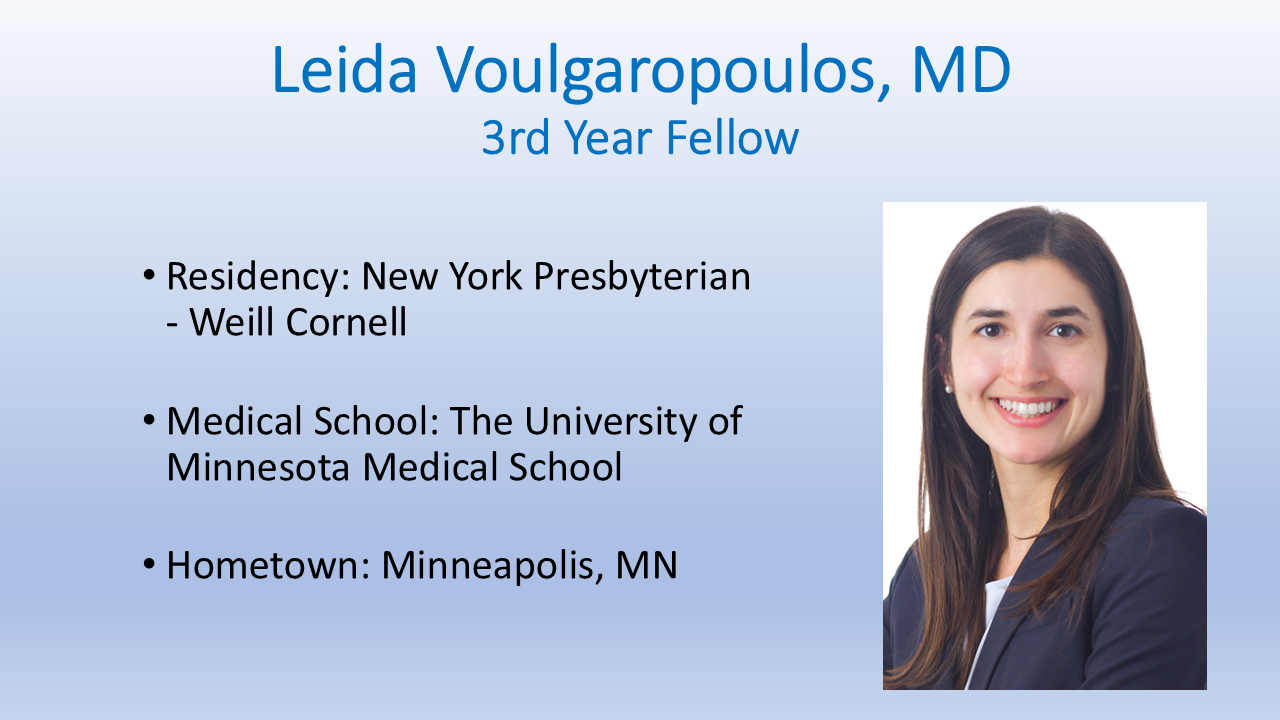 Leida Voulgaropoulos, MD
3rd Year Fellow
• Residency: New York Presbyterian
- Weill Cornell
• Medical School: The University of
Minnesota Medical School
• Hometown: Minneapolis, MN